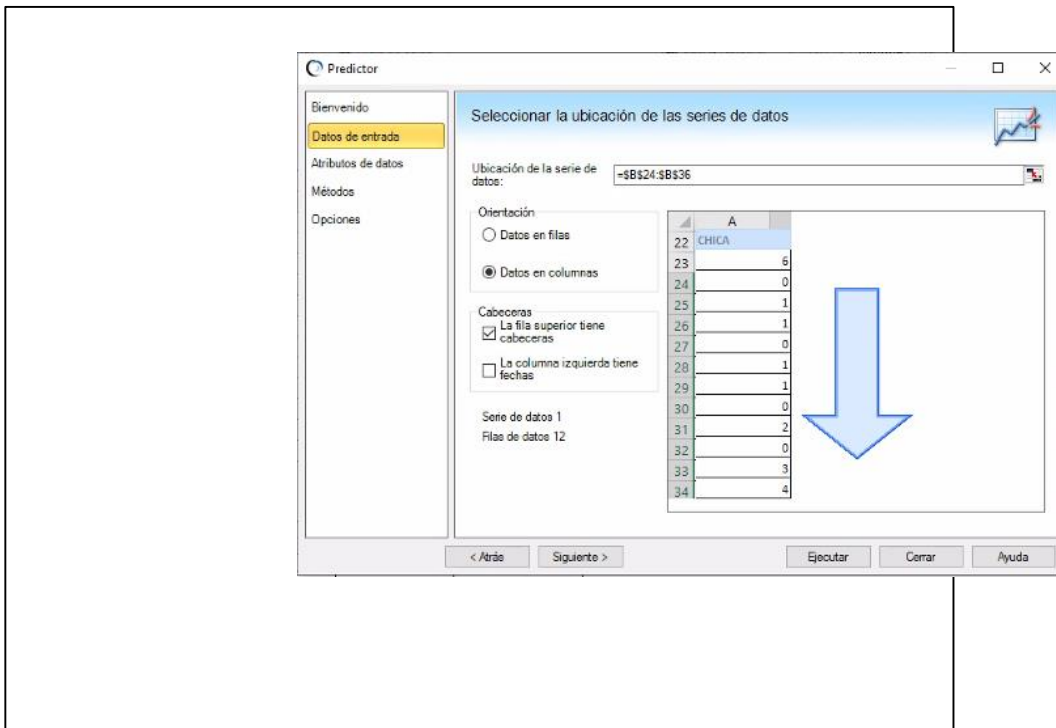 Predictor
Bienvenido
Datos de entrada
Atributos de datos
Métodos
Opciones
Seleccionar la ubicación de las series de datos
Ubicación de la serie de
datos:
=$B$24:$B$36
Orientación
Datos en filas
Datos en columnas
Cabeceras
La fila superior tiene
cabeceras
La columna izquierda tiene
fechas
Serie de datos 1
Filas de datos 12
A
22 CHICA
23 6
24 0
25 1
26 1
27 0
28 1
29 1
30 0
31 2
32 0
33 3
34 4
< Atrás
Siguiente >
Ejecutar
Cerrar
Ayuda